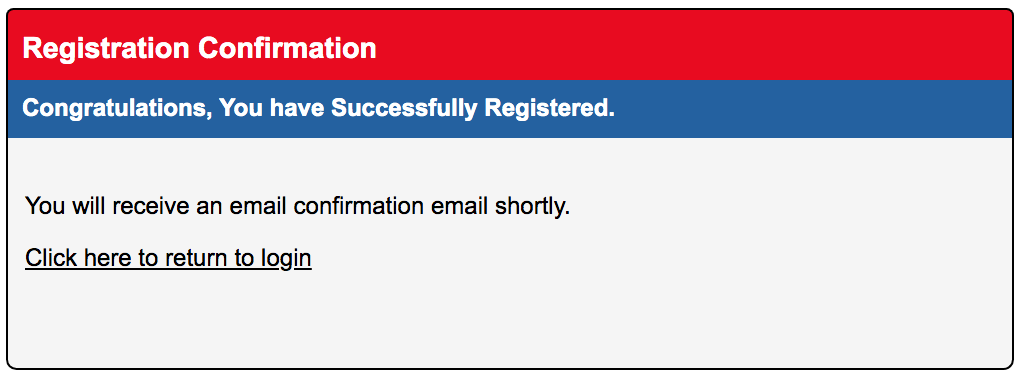 Registration Confirmation
Congratulations, You have Successfully Registered.
You will receive an email confirmation email shortly.
Click here to return to login